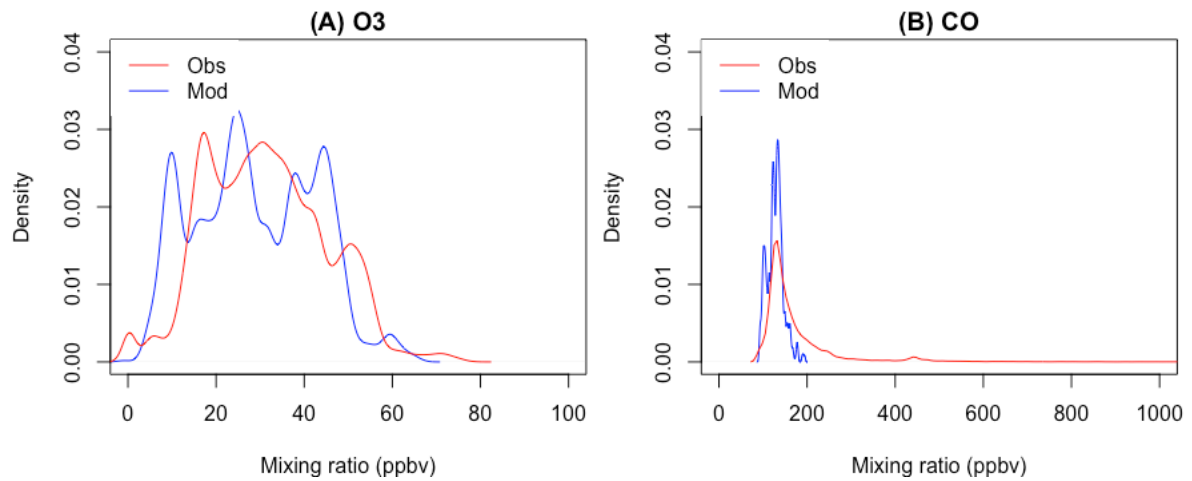 (A) O3
Obs
Mod
Density
0.00
0.01
0.02
0.03
0.04
0 20 40 60 80 100
Mixing ratio (ppbv)
(B) CO
Obs
Mod
Density
0.00
0.01
0.02
0.03
0.04
0 200 400 600 800 1000
Mixing ratio (ppbv)